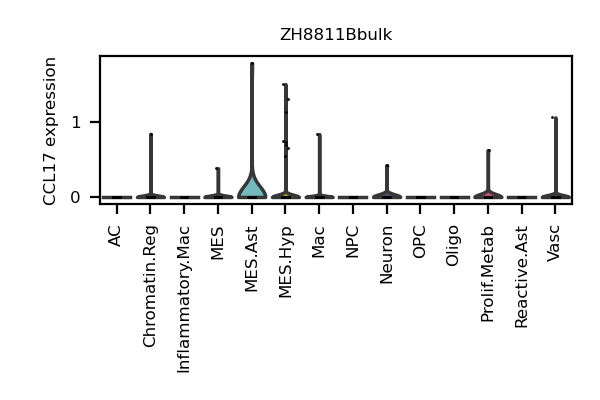 ZH8811Bbulk
CCL17 expression
1
0
AC
Chromatin.Reg
Inflammatory.Mac
MES
MES.Ast
MES.Hyp
Mac
NPC
Neuron
OPC
Oligo
Prolif.Metab
Reactive.Ast
Vasc